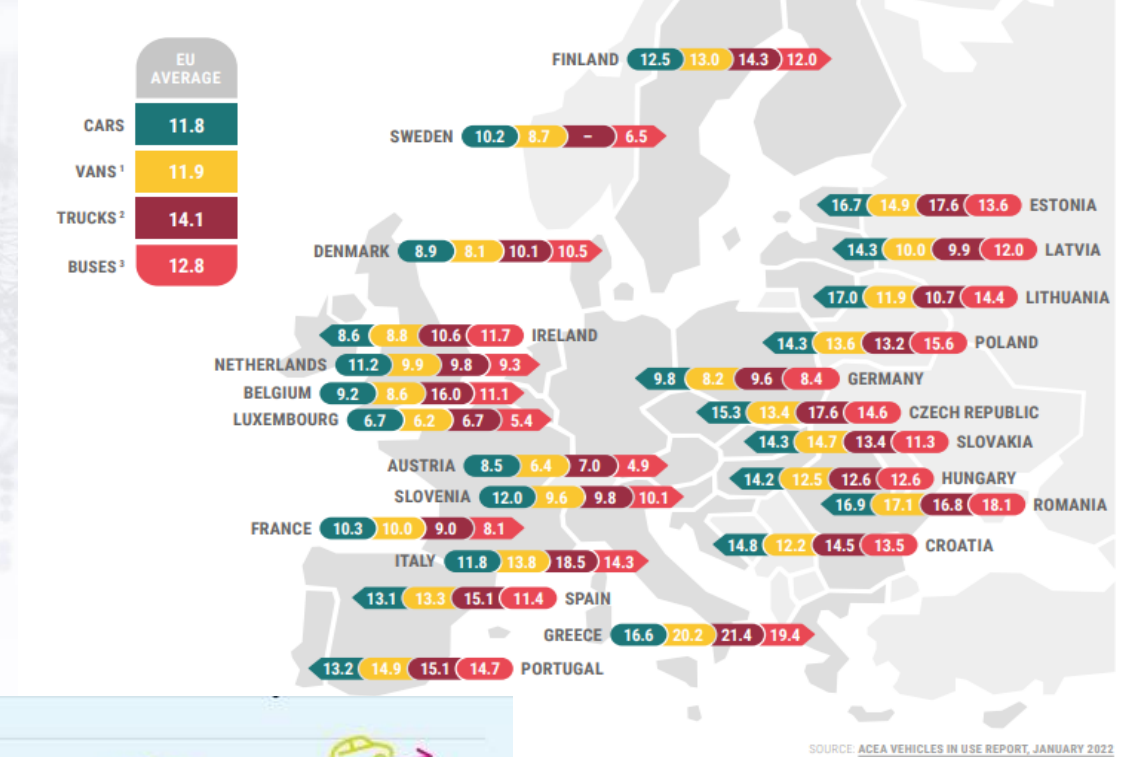 EU
AVERAGE
CARS 11.8
VANS¹ 11.9
TRUCKS² 14.1
BUSES³ 12.8
FINLAND 12.5 13.0 14.3 12.0
SWEDEN 10.2 8.7 – 6.5
16.7 14.9 17.6 13.6 ESTONIA
DENMARK 8.9 8.1 10.1 10.5
14.3 10.0 9.9 12.0 LATVIA
17.0 11.9 10.7 14.4 LITHUANIA
8.6 8.8 10.6 11.7 IRELAND
14.3 13.6 13.2 15.6 POLAND
NETHERLANDS 11.2 9.9 9.8 9.3
9.8 8.2 9.6 8.4 GERMANY
BELGIUM 9.2 8.6 16.0 11.1
15.3 13.4 17.6 14.6 CZECH REPUBLIC
LUXEMBOURG 6.7 6.2 6.7 5.4
14.3 14.7 13.4 11.3 SLOVAKIA
AUSTRIA 8.5 6.4 7.0 4.9
14.2 12.5 12.6 12.6 HUNGARY
SLOVENIA 12.0 9.6 9.8 10.1
16.9 17.1 16.8 18.1 ROMANIA
FRANCE 10.3 10.0 9.0 8.1
14.8 12.2 14.5 13.5 CROATIA
ITALY 11.8 13.8 18.5 14.3
13.1 13.3 15.1 11.4 SPAIN
GREECE 16.6 20.2 21.4 19.4
13.2 14.9 15.1 14.7 PORTUGAL
SOURCE: ACEA VEHICLES IN USE REPORT, JANUARY 2022